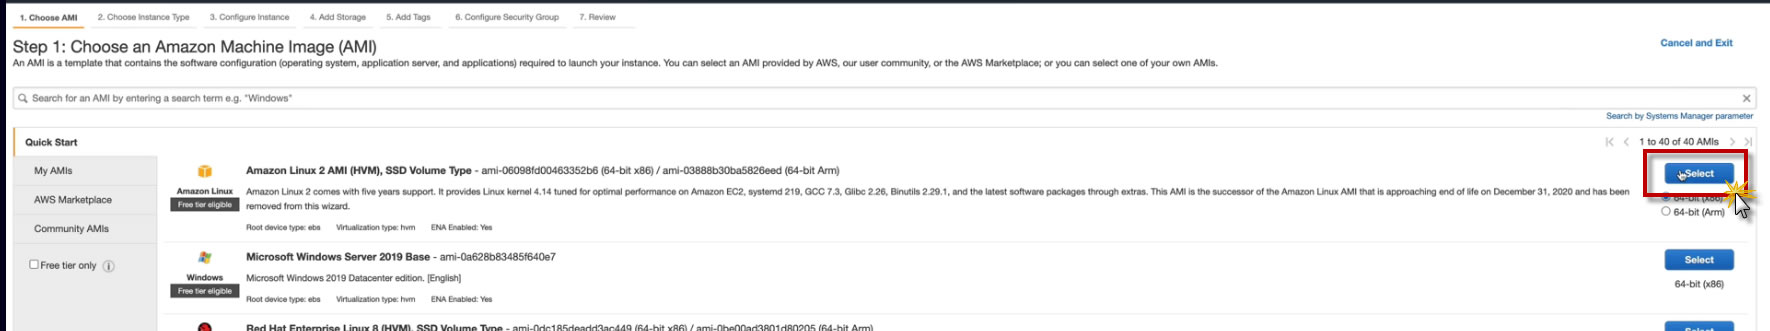 1. Choose AMI 2. Choose Instance Type 3. Configure Instance 4. Add Storage 5. Add Tags 6. Configure Security Group 7. Review
Step 1: Choose an Amazon Machine Image (AMI)
Cancel and Exit
An AMI is a template that contains the software configuration (operating system, application server, and applications) required to launch your instance. You can select an AMI provided by AWS, our user community, or the AWS Marketplace; or you can select one of your own AMIs.
Search for an AMI by entering a search term e.g. "Windows"
Search by Systems Manager parameter
Quick Start
1 to 40 of 40 AMIs
My AMIs
AWS Marketplace
Community AMIs
Free tier only
Amazon Linux
Free tier eligible
Amazon Linux 2 AMI (HVM), SSD Volume Type - ami-06098fd00463352b6 (64-bit x86) / ami-03888b30ba5826eed (64-bit Arm)
Amazon Linux 2 comes with five years support. It provides Linux kernel 4.14 tuned for optimal performance on Amazon EC2, systemd 219, GCC 7.3, Glibc 2.26, Binutils 2.29.1, and the latest software packages through extras. This AMI is the successor of the Amazon Linux AMI that is approaching end of life on December 31, 2020 and has been
removed from this wizard.
Root device type: ebs Virtualization type: hvm ENA Enabled: Yes
Select
64-bit (x86)
64-bit (Arm)
Windows
Free tier eligible
Microsoft Windows Server 2019 Base - ami-0a628b83485f640e7
Microsoft Windows 2019 Datacenter edition. [English]
Root device type: ebs Virtualization type: hvm ENA Enabled: Yes
Select
64-bit (x86)
Red Hat Enterprise Linux 8 (HVM), SSD Volume Type - ami-0dc185deadd3ac449 (64-bit x86) / ami-0be00ad3801d80205 (64-bit Arm)
Select